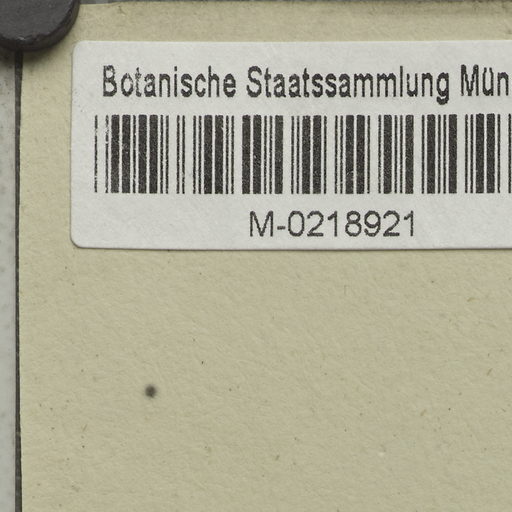 Botanische Staatssammlung Mün
M-0218921